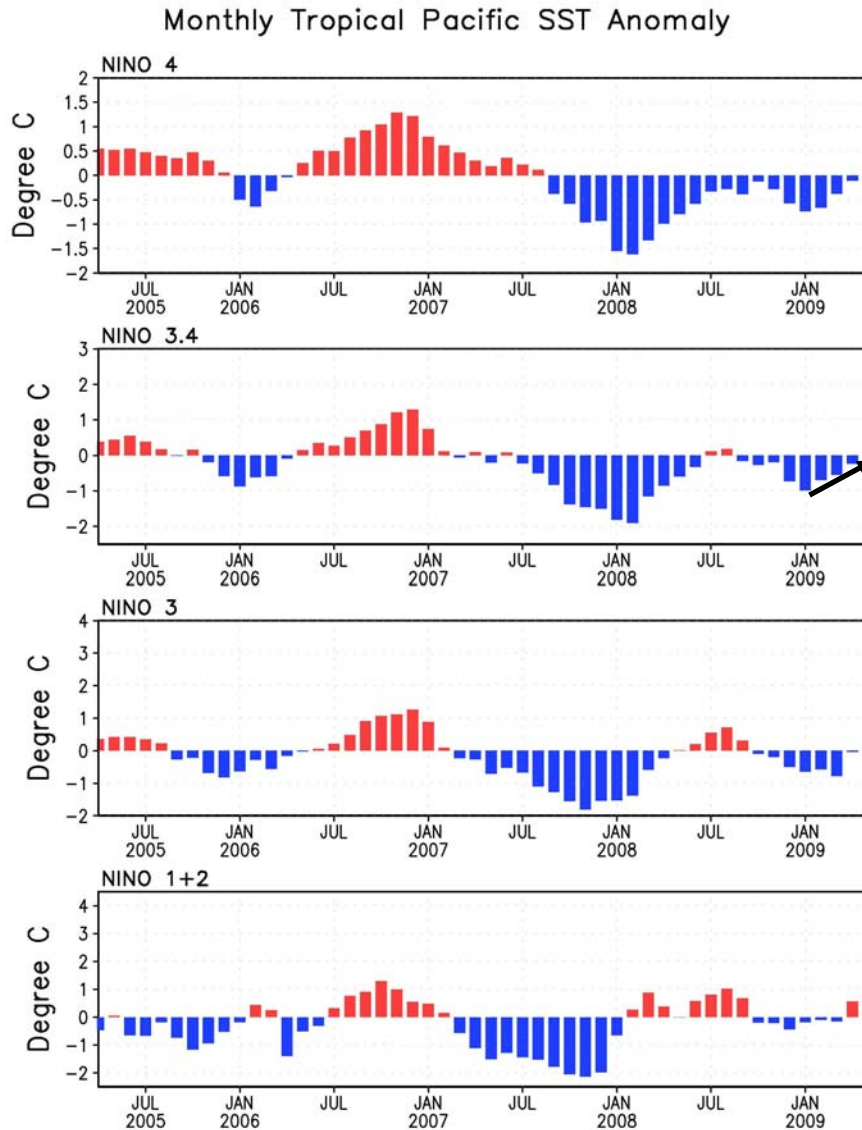 Monthly Tropical Pacific SST Anomaly
NINO 4
Degree C
2
1.5
1
0.5
0
−0.5
−1
−1.5
−2
JUL JAN JUL JAN JUL JAN JUL JAN
2005 2006 2007 2008 2009
NINO 3.4
Degree C
3
2
1
0
−1
−2
JUL JAN JUL JAN JUL JAN JUL JAN
2005 2006 2007 2008 2009
NINO 3
Degree C
4
3
2
1
0
−1
−2
JUL JAN JUL JAN JUL JAN JUL JAN
2005 2006 2007 2008 2009
NINO 1+2
Degree C
4
3
2
1
0
−1
−2
JUL JAN JUL JAN JUL JAN JUL JAN
2005 2006 2007 2008 2009